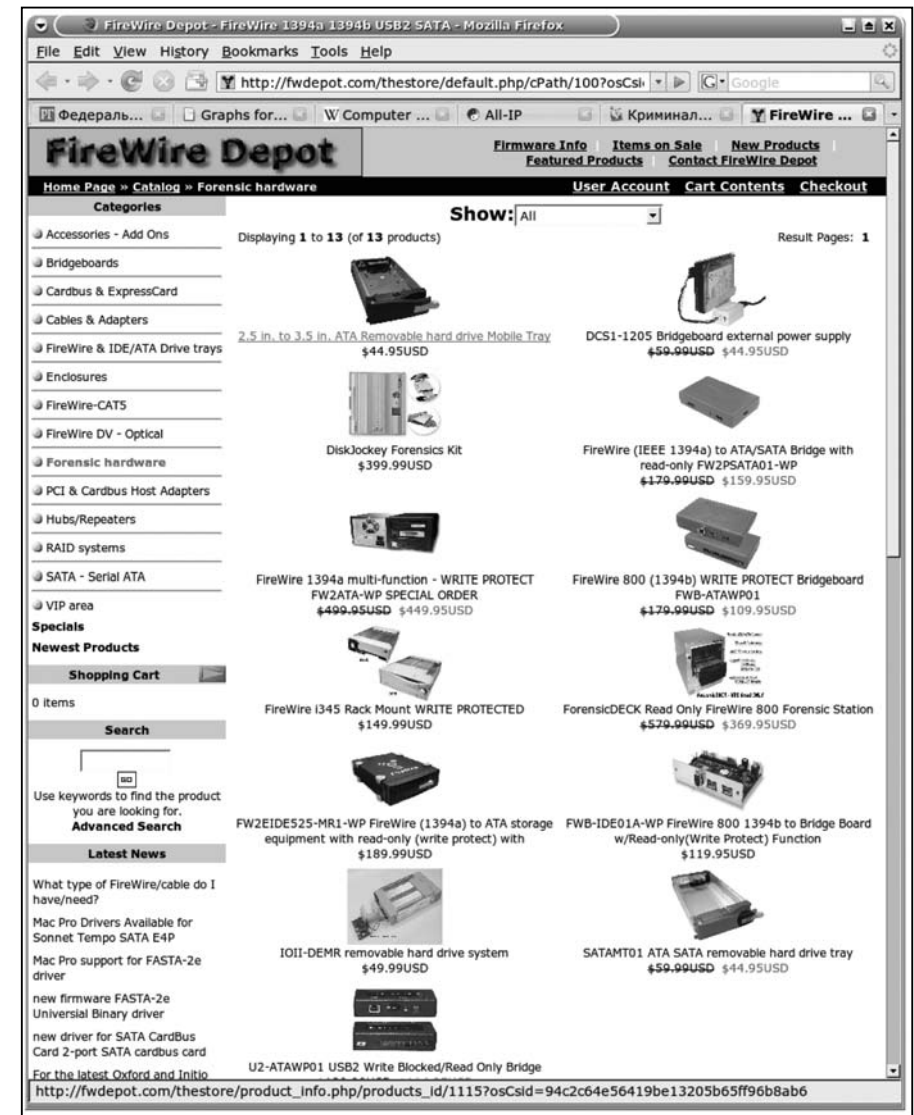 FireWire Depot - FireWire 1394a 1394b USB2 SATA - Mozilla Firefox
File Edit View History Bookmarks Tools Help
http://fwdepot.com/thestore/default.php/cPath/100?osCsi
G Google
Федераль... Graphs for... W Computer ... All-IP Криминал... FireWire ...
FireWire Depot
Firmware Info | Items on Sale | New Products |
Featured Products | Contact FireWire Depot
Home Page » Catalog » Forensic hardware
User Account Cart Contents Checkout
Categories
Accessories - Add Ons
Bridgeboards
Cardbus & ExpressCard
Cables & Adapters
FireWire & IDE/ATA Drive trays
Enclosures
FireWire-CAT5
FireWire DV - Optical
Forensic hardware
PCI & Cardbus Host Adapters
Hubs/Repeaters
RAID systems
SATA - Serial ATA
VIP area
Specials
Newest Products
Shopping Cart
0 items
Search
GO
Use keywords to find the product
you are looking for.
Advanced Search
Latest News
What type of FireWire/cable do I
have/need?
Mac Pro Drivers Available for
Sonnet Tempo SATA E4P
Mac Pro support for FASTA-2e
driver
new firmware FASTA-2e
Universial Binary driver
new driver for SATA CardBus
Card 2-port SATA cardbus card
For the latest Oxford and Initio
Show: All
Displaying 1 to 13 (of 13 products)
Result Pages: 1
2.5 in. to 3.5 in. ATA Removable hard drive Mobile Tray
$44.95USD
DCS1-1205 Bridgeboard external power supply
$59.99USD $44.95USD
DiskJockey Forensics Kit
$399.99USD
FireWire (IEEE 1394a) to ATA/SATA Bridge with
read-only FW2PSATA01-WP
$179.99USD $159.95USD
FireWire 1394a multi-function - WRITE PROTECT
FW2ATA-WP SPECIAL ORDER
$499.95USD $449.95USD
FireWire 800 (1394b) WRITE PROTECT Bridgeboard
FWB-ATAWP01
$179.99USD $109.95USD
FireWire i345 Rack Mount WRITE PROTECTED
$149.99USD
ForensicDECK Read Only FireWire 800 Forensic Station
$579.99USD $369.95USD
FW2EIDE525-MR1-WP FireWire (1394a) to ATA storage
equipment with read-only (write protect) with
$189.99USD
FWB-IDE01A-WP FireWire 800 1394b to Bridge Board
w/Read-only(Write Protect) Function
$119.95USD
IOII-DEMR removable hard drive system
$49.99USD
SATAMT01 ATA SATA removable hard drive tray
$59.99USD $44.95USD
U2-ATAWP01 USB2 Write Blocked/Read Only Bridge
http://fwdepot.com/thestore/product_info.php/products_id/1115?osCsid=94c2c64e56419be13205b65ff96b8ab6